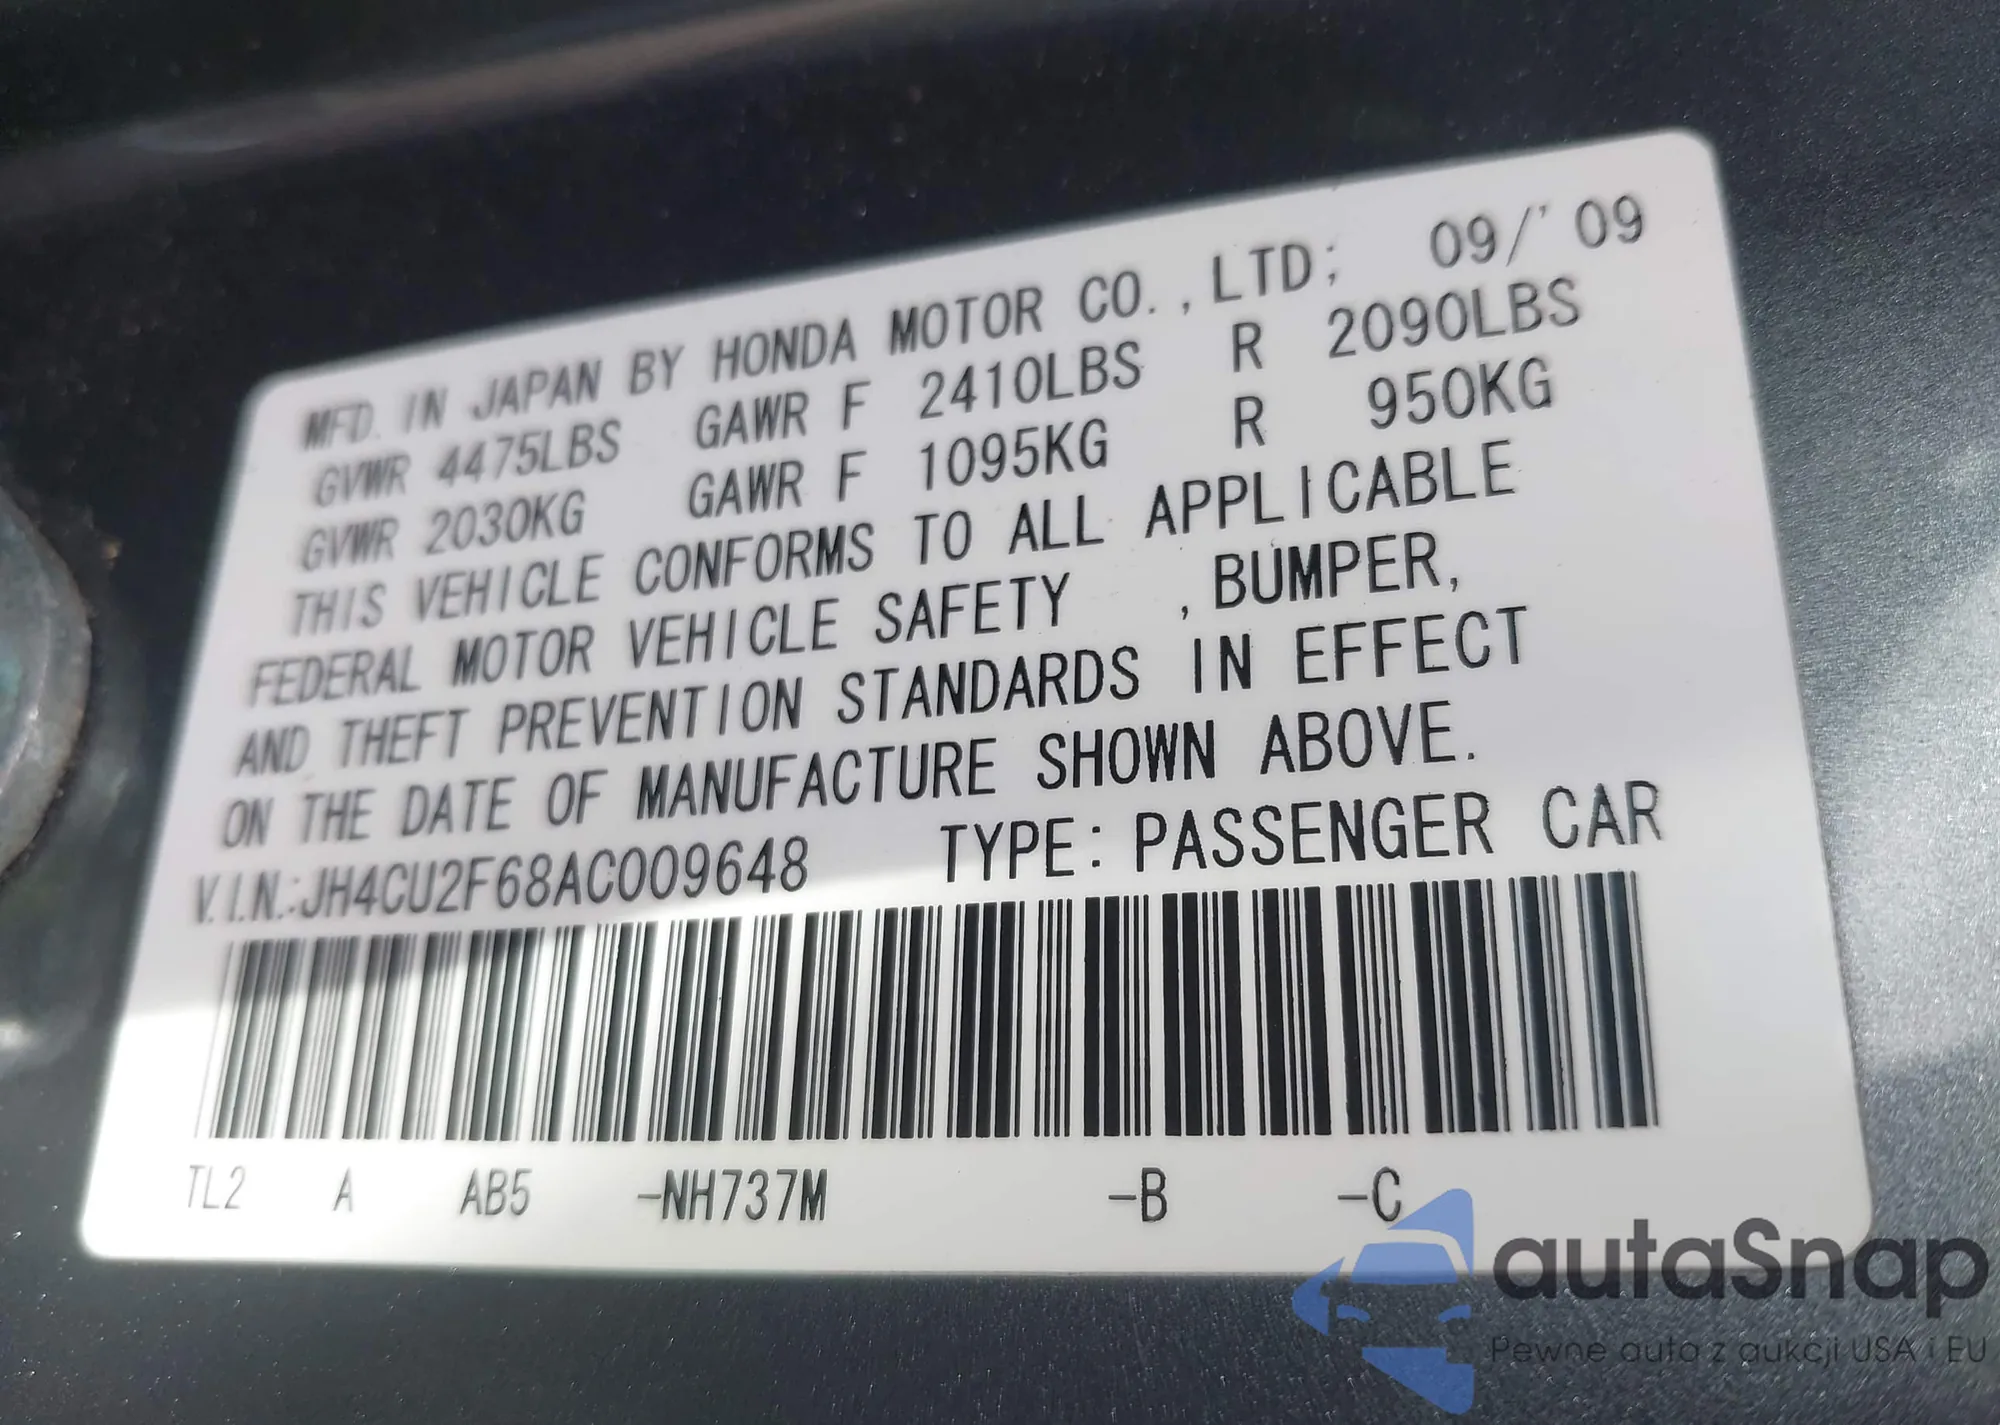 MFD. IN JAPAN BY HONDA MOTOR CO.,LTD; 09/'09
GVWR 4475LBS GAWR F 2410LBS R 2090LBS
GVWR 2030KG GAWR F 1095KG R 950KG
THIS VEHICLE CONFORMS TO ALL APPLICABLE
FEDERAL MOTOR VEHICLE SAFETY ,BUMPER,
AND THEFT PREVENTION STANDARDS IN EFFECT
ON THE DATE OF MANUFACTURE SHOWN ABOVE.
V.I.N.:JH4CU2F68AC009648 TYPE:PASSENGER CAR
TL2 A AB5 -NH737M -B -C
autaSnap
Pewne auta z aukcji USA i EU